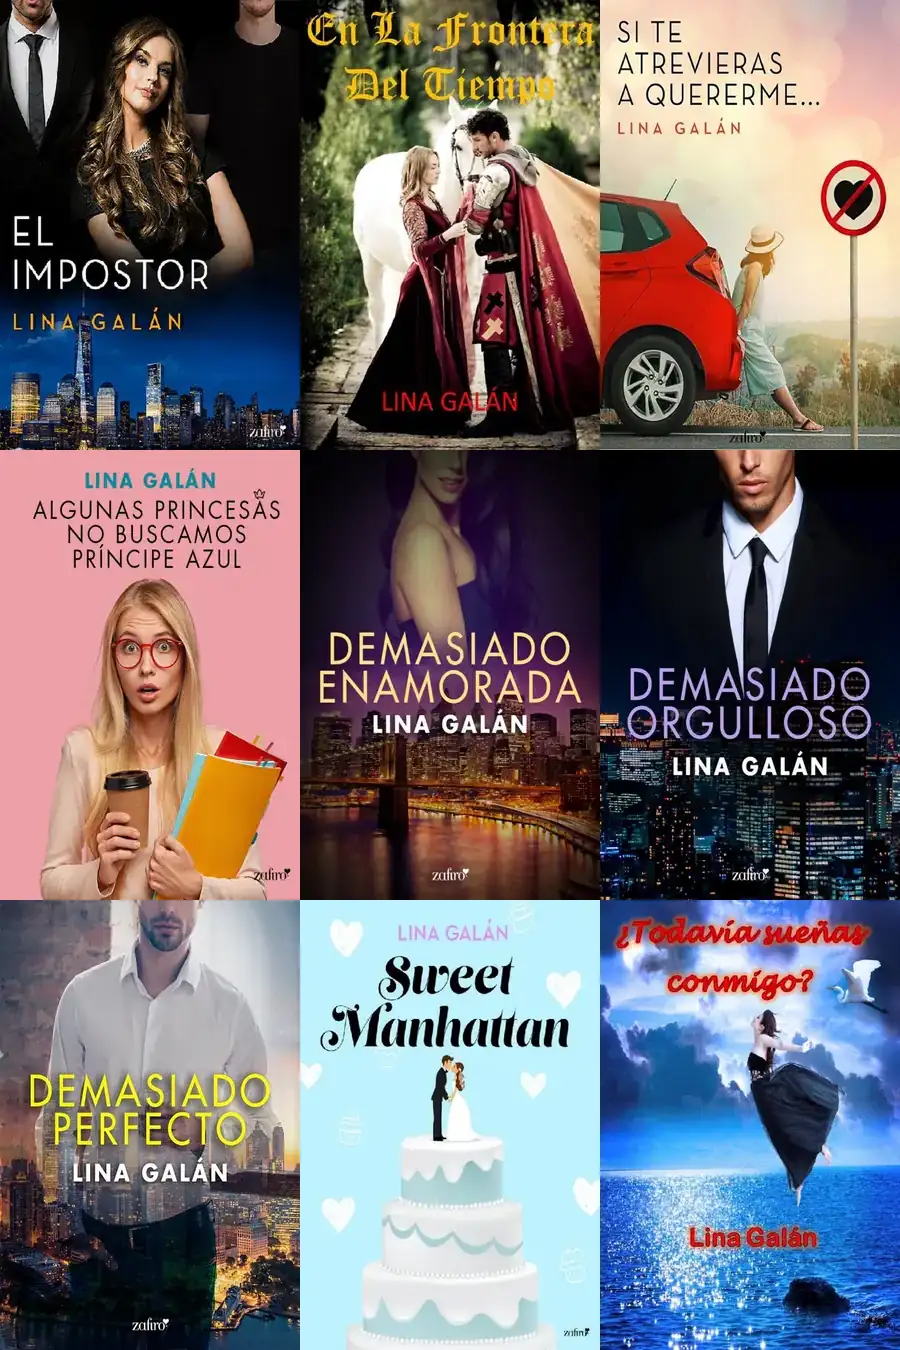 EL
IMPOSTOR
LINA GALÁN
zafiro
En La Frontera
Del Tiempo
LINA GALÁN
SI TE
ATREVIERAS
A QUERERME...
LINA GALÁN
zafiro
LINA GALÁN
ALGUNAS PRINCESAS
NO BUSCAMOS
PRÍNCIPE AZUL
zafiro
DEMASIADO
ENAMORADA
LINA GALÁN
zafiro
DEMASIADO
ORGULLOSO
LINA GALÁN
zafiro
DEMASIADO
PERFECTO
LINA GALÁN
zafiro
LINA GALÁN
Sweet
Manhattan
zafiro
¿Todavía sueñas
conmigo?
Lina Galán